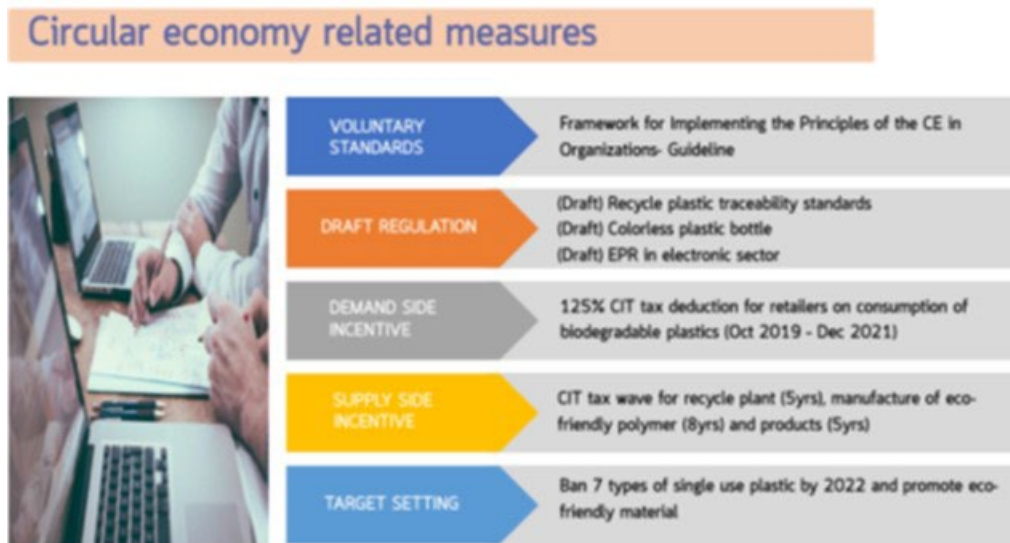 Circular economy related measures
VOLUNTARY
STANDARDS
Framework for Implementing the Principles of the CE in
Organizations- Guideline
DRAFT REGULATION
(Draft) Recycle plastic traceability standards
(Draft) Colorless plastic bottle
(Draft) EPR in electronic sector
DEMAND SIDE
INCENTIVE
125% CIT tax deduction for retailers on consumption of
biodegradable plastics (Oct 2019 - Dec 2021)
SUPPLY SIDE
INCENTIVE
CIT tax wave for recycle plant (5yrs), manufacture of eco-
friendly polymer (8yrs) and products (5yrs)
TARGET SETTING
Ban 7 types of single use plastic by 2022 and promote eco-
friendly material